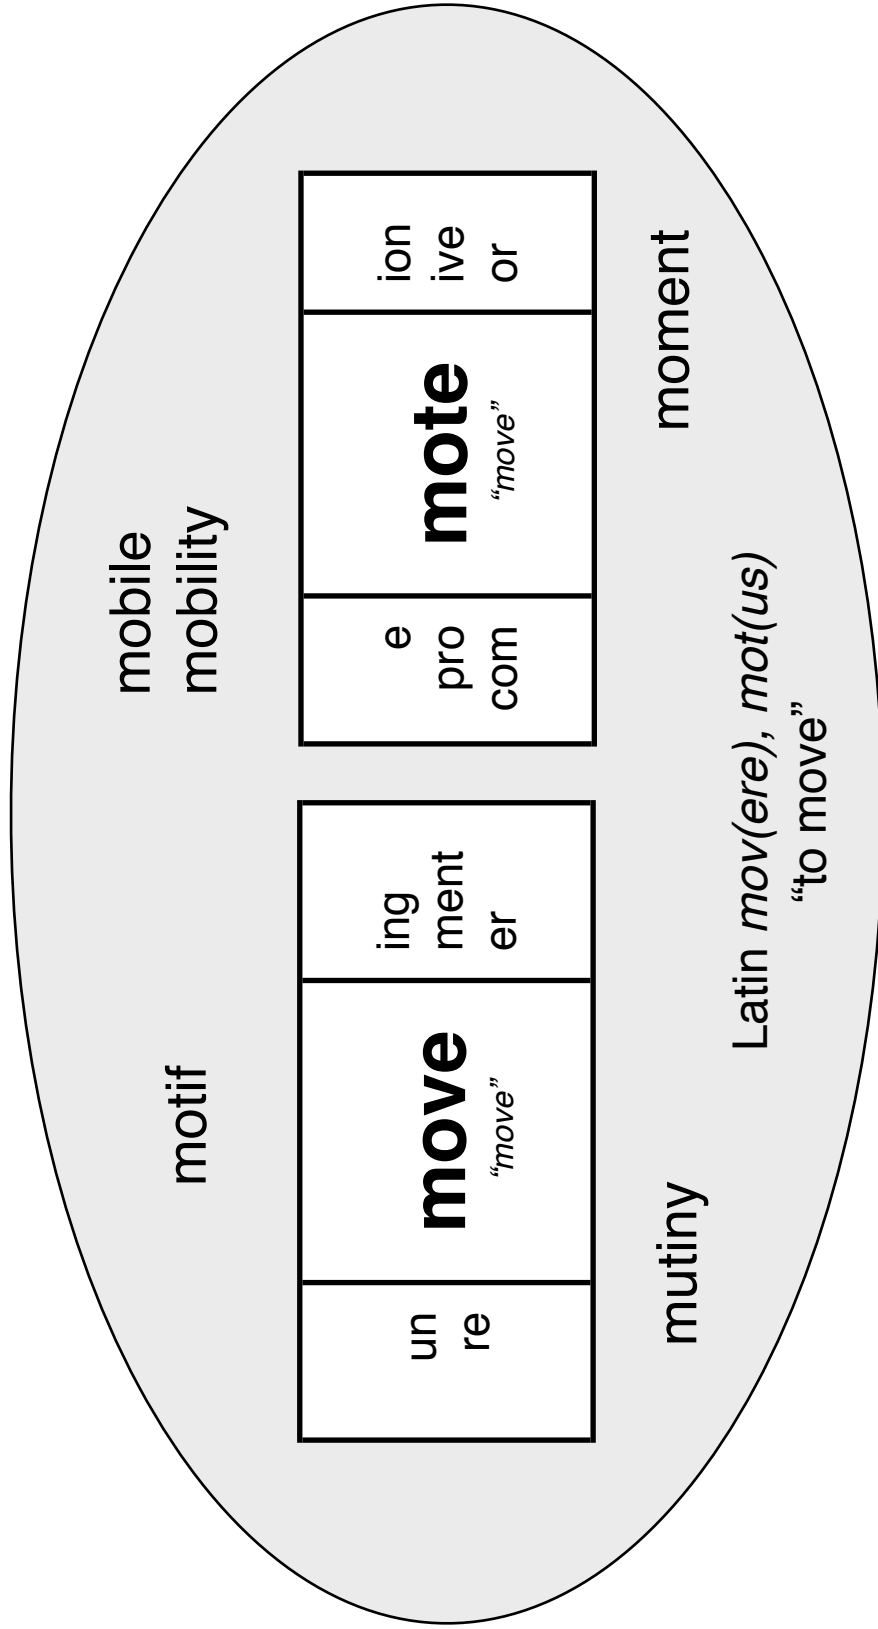 mobile
mobility
motif
un
re
move
“move”
ing
ment
er
e
pro
com
mote
“move”
ion
ive
or
mutiny
moment
Latin mov(ere), mot(us)
“to move”